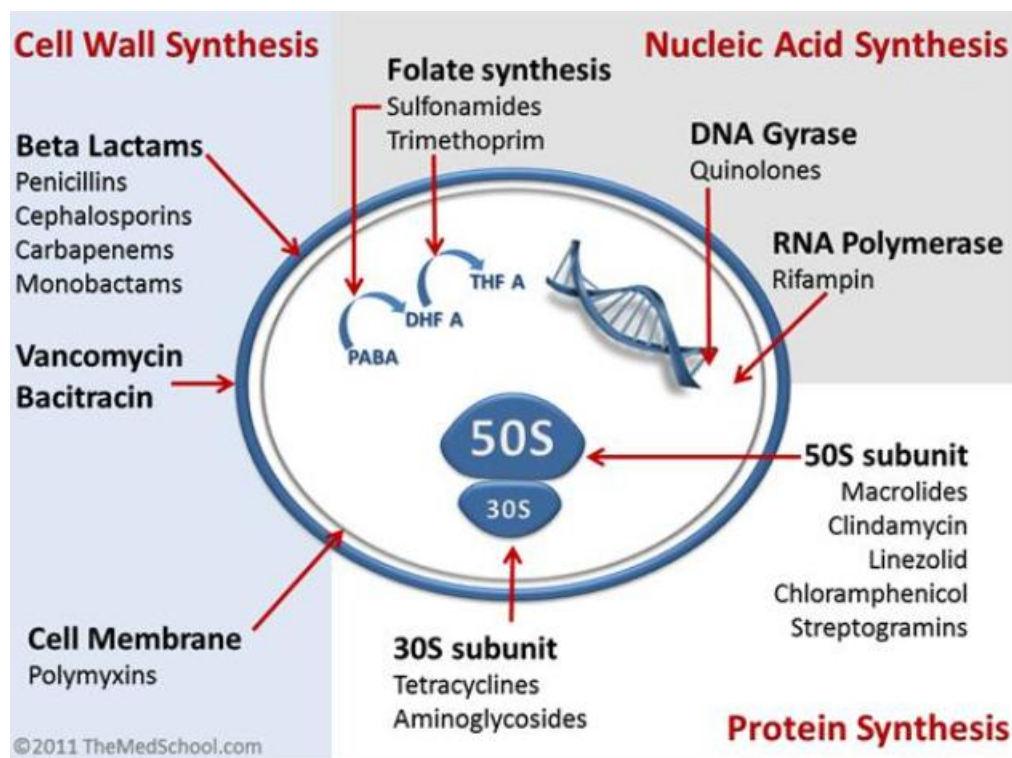 Cell Wall Synthesis
Beta Lactams
Penicillins
Cephalosporins
Carbapenems
Monobactams
Vancomycin
Bacitracin
Cell Membrane
Polymyxins
©2011 TheMedSchool.com
Nucleic Acid Synthesis
Folate synthesis
Sulfonamides
Trimethoprim
DNA Gyrase
Quinolones
RNA Polymerase
Rifampin
THF A
DHF A
PABA
50S
30S
50S subunit
Macrolides
Clindamycin
Linezolid
Chloramphenicol
Streptogramins
30S subunit
Tetracyclines
Aminoglycosides
Protein Synthesis